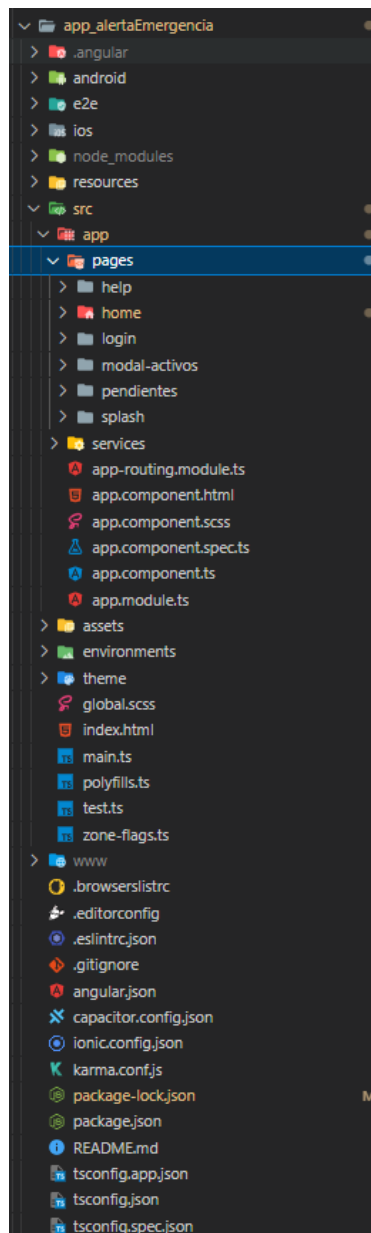 app_alertaEmergencia
.angular
android
e2e
ios
node_modules
resources
src
app
pages
help
home
login
modal-activos
pendientes
splash
services
app-routing.module.ts
app.component.html
app.component.scss
app.component.spec.ts
app.component.ts
app.module.ts
assets
environments
theme
global.scss
index.html
main.ts
polyfills.ts
test.ts
zone-flags.ts
www
.browserslistrc
.editorconfig
.eslintrc.json
.gitignore
angular.json
capacitor.config.json
ionic.config.json
karma.conf.js
package-lock.json M
package.json
README.md
tsconfig.app.json
tsconfig.json
tsconfig.spec.json